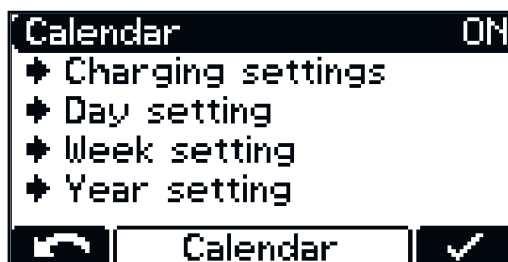 Calendar ON
Charging settings
Day setting
Week setting
Year setting
Calendar